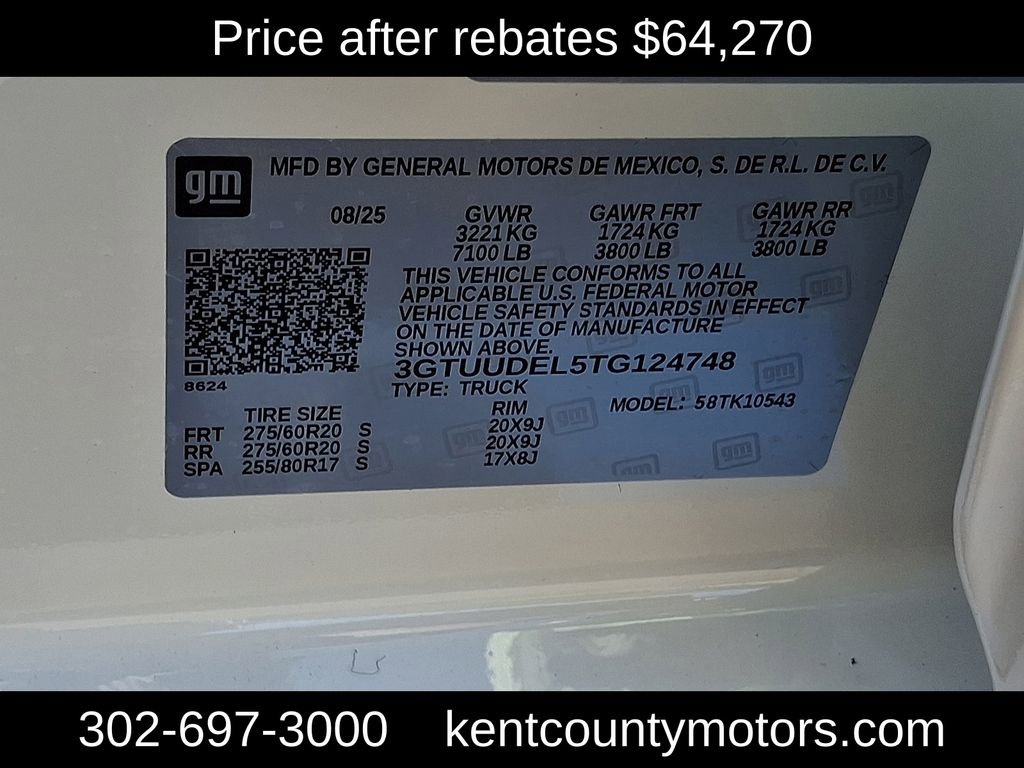 Price after rebates $64,270
gm MFD BY GENERAL MOTORS DE MEXICO, S. DE R.L. DE C.V.
08/25 GVWR GAWR FRT GAWR RR
3221 KG 1724 KG 1724 KG
7100 LB 3800 LB 3800 LB
THIS VEHICLE CONFORMS TO ALL
APPLICABLE U.S. FEDERAL MOTOR
VEHICLE SAFETY STANDARDS IN EFFECT
ON THE DATE OF MANUFACTURE
SHOWN ABOVE.
3GTUUDEL5TG124748
8624 TYPE: TRUCK
TIRE SIZE RIM MODEL: 58TK10543
FRT 275/60R20 S 20X9J
RR 275/60R20 S 20X9J
SPA 255/80R17 S 17X8J
302-697-3000 kentcountymotors.com